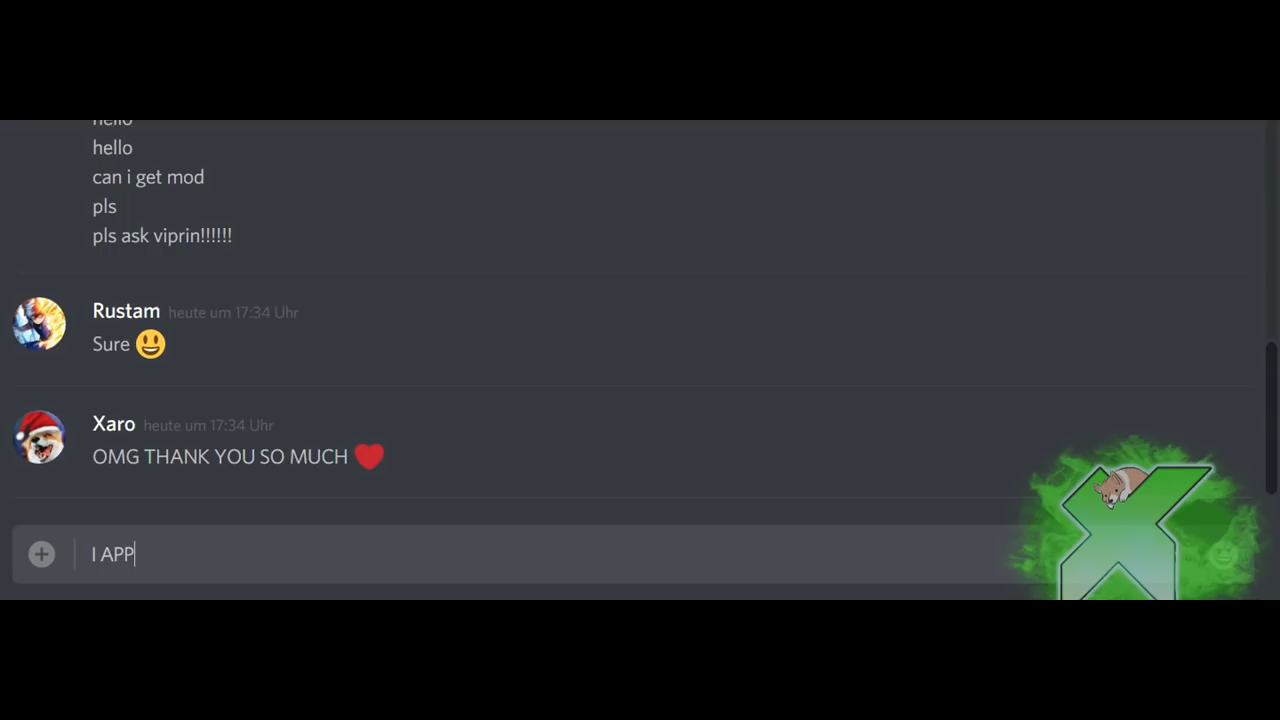 hello
hello
can i get mod
pls
pls ask viprin!!!!!!
Rustam heute um 17:34 Uhr
Sure
Xaro heute um 17:34 Uhr
OMG THANK YOU SO MUCH
I APP
X